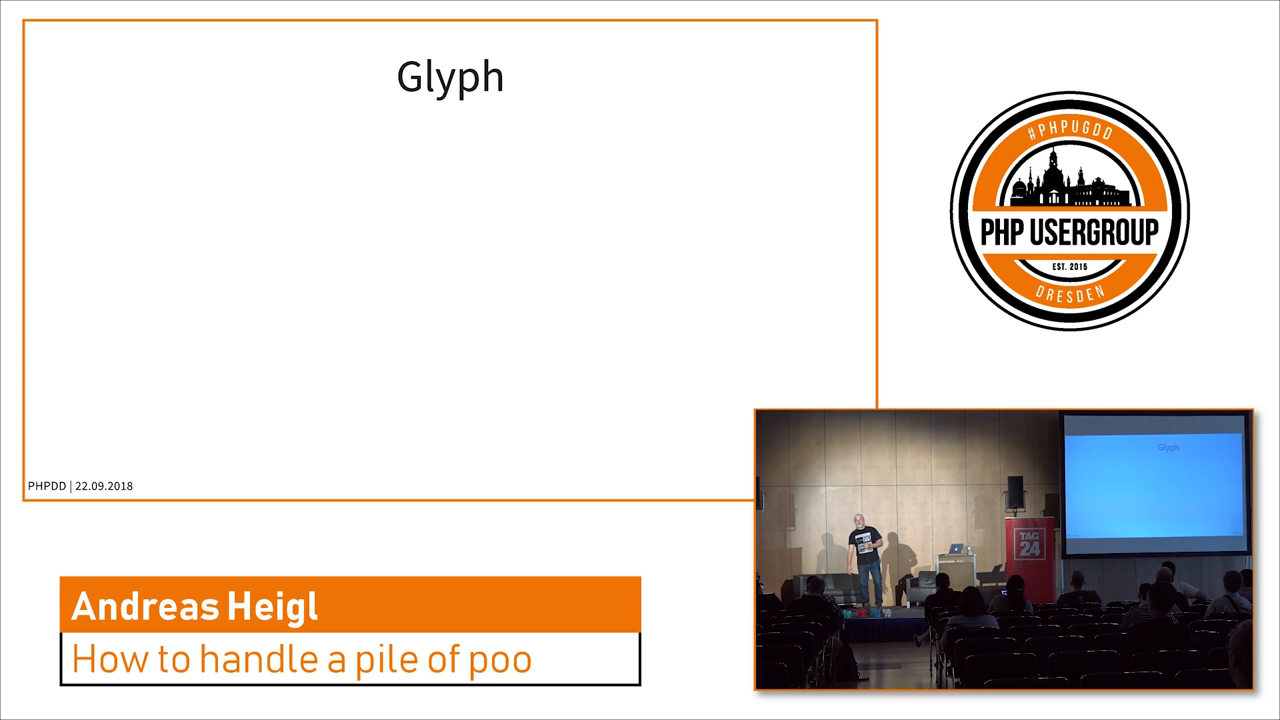 Glyph
PHPDD | 22.09.2018
#PHPUGDD
PHP USERGROUP
EST. 2015
DRESDEN
Glyph
TAG
24
Andreas Heigl
How to handle a pile of poo